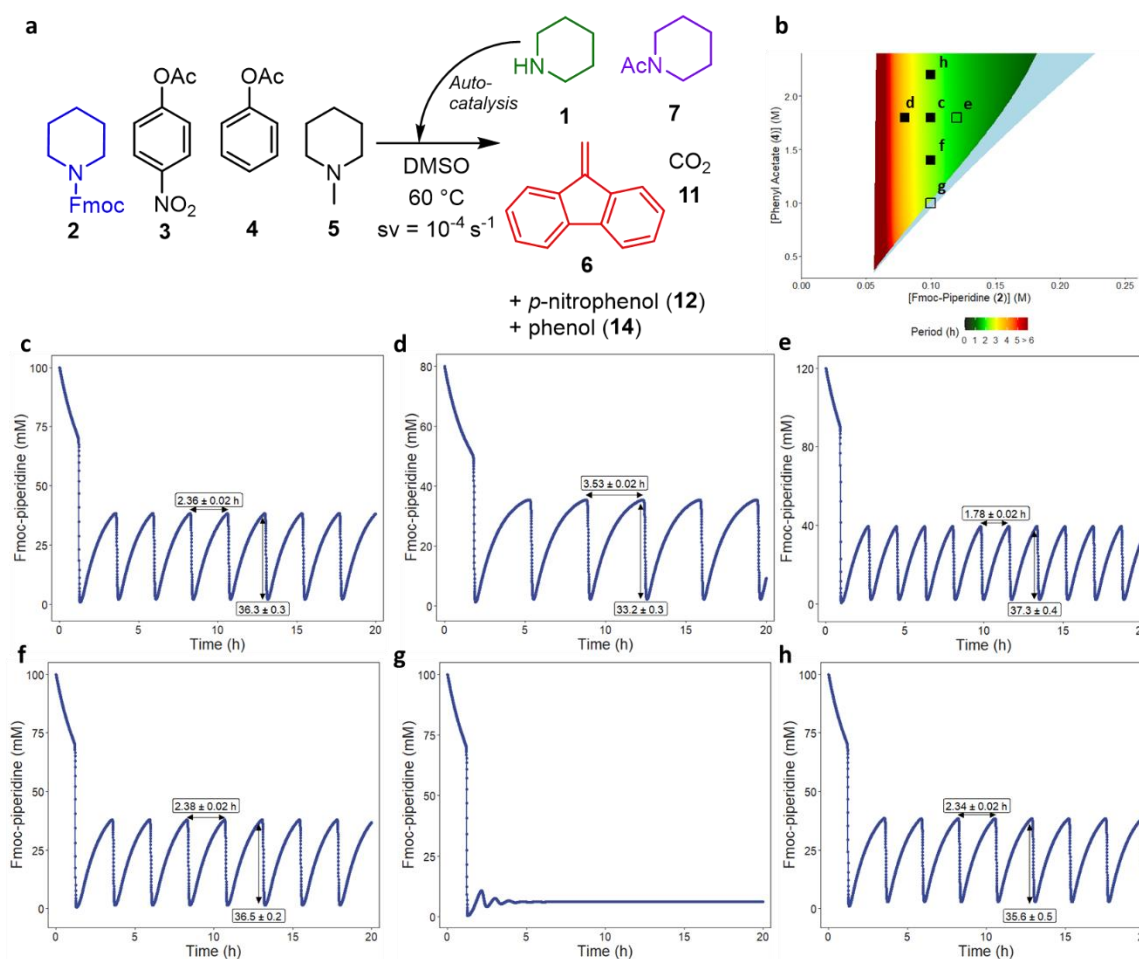 a
OAc
OAc
N
Fmoc
NO₂
N
2
3
4
5
Auto-
catalysis
DMSO
60 °C
sv = 10⁻⁴ s⁻¹
HN
1
AcN
7
CO₂
11
6
+ p-nitrophenol (12)
+ phenol (14)
b
[Phenyl Acetate (4)] (M)
2.0
1.5
1.0
0.5
h
d
c
e
f
g
0.00
0.05
0.10
0.15
0.20
0.25
[Fmoc-Piperidine (2)] (M)
Period (h)
0 1 2 3 4 5 > 6
c
Fmoc-piperidine (mM)
100
75
50
25
0
2.36 ± 0.02 h
36.3 ± 0.3
0 5 10 15 20
Time (h)
d
Fmoc-piperidine (mM)
80
60
40
20
0
3.53 ± 0.02 h
33.2 ± 0.3
0 5 10 15 20
Time (h)
e
Fmoc-piperidine (mM)
120
80
40
0
1.78 ± 0.02 h
37.3 ± 0.4
0 5 10 15 20
Time (h)
f
Fmoc-piperidine (mM)
100
75
50
25
0
2.38 ± 0.02 h
36.5 ± 0.2
0 5 10 15 20
Time (h)
g
Fmoc-piperidine (mM)
100
75
50
25
0
0 5 10 15 20
Time (h)
h
Fmoc-piperidine (mM)
100
75
50
25
0
2.34 ± 0.02 h
35.6 ± 0.5
0 5 10 15 20
Time (h)